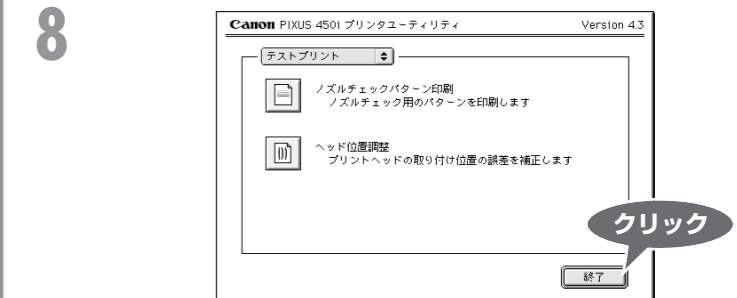 8
Canon PIXUS 450i プリンタユーティリティ Version 4.3
テストプリント
ノズルチェックパターン印刷
ノズルチェック用のパターンを印刷します
ヘッド位置調整
プリントヘッドの取り付け位置の誤差を補正します
クリック
終了